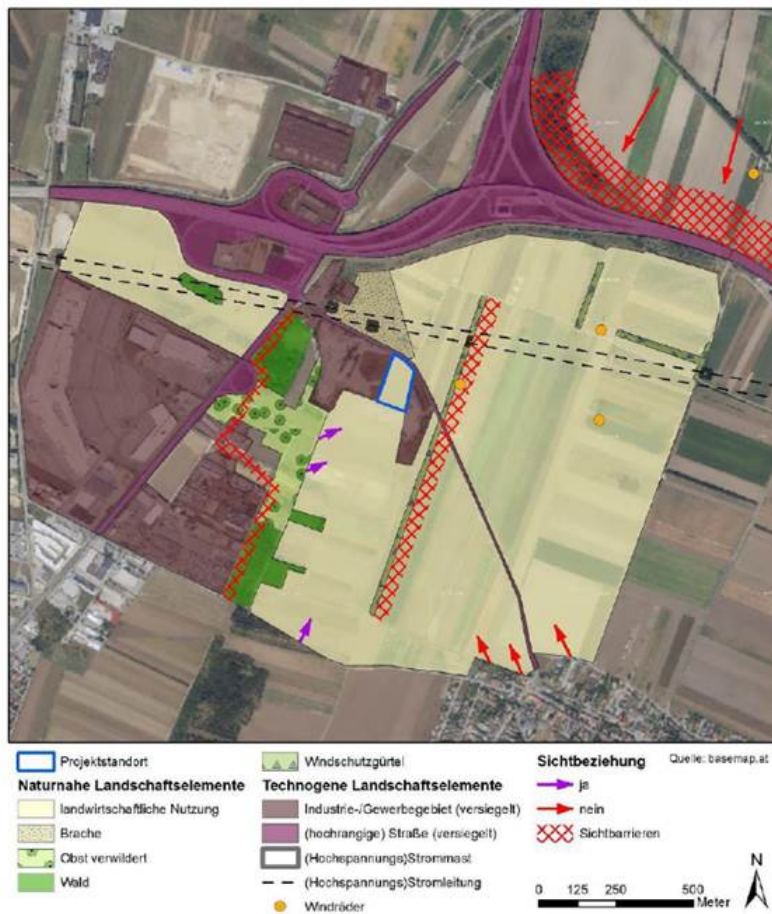 Projektstandort
Naturnahe Landschaftselemente
landwirtschaftliche Nutzung
Brache
Obst verwildert
Wald
Windschutzgürtel
Technogene Landschaftselemente
Industrie-/Gewerbegebiet (versiegelt)
(hochrangige) Straße (versiegelt)
(Hochspannungs)Strommast
(Hochspannungs)Stromleitung
Windräder
Sichtbeziehung
Quelle: basemap.at
ja
nein
Sichtbarrieren
N
0 125 250 500
Meter